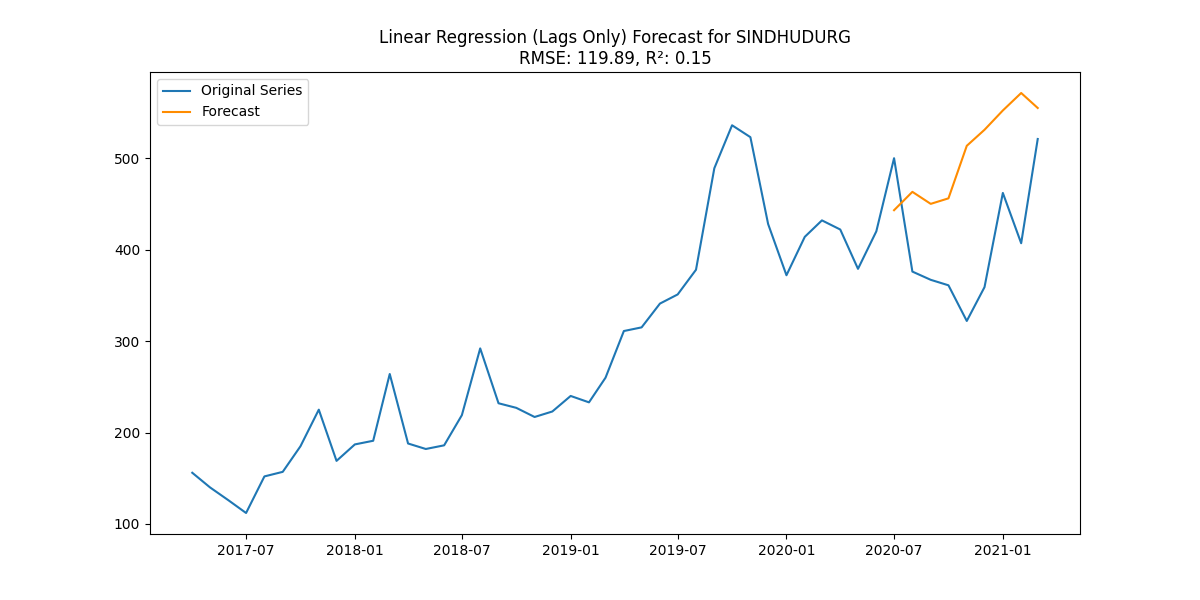 Linear Regression (Lags Only) Forecast for SINDHUDURG
RMSE: 119.89, R²: 0.15
Original Series
Forecast
500
400
300
200
100
2017-07 2018-01 2018-07 2019-01 2019-07 2020-01 2020-07 2021-01